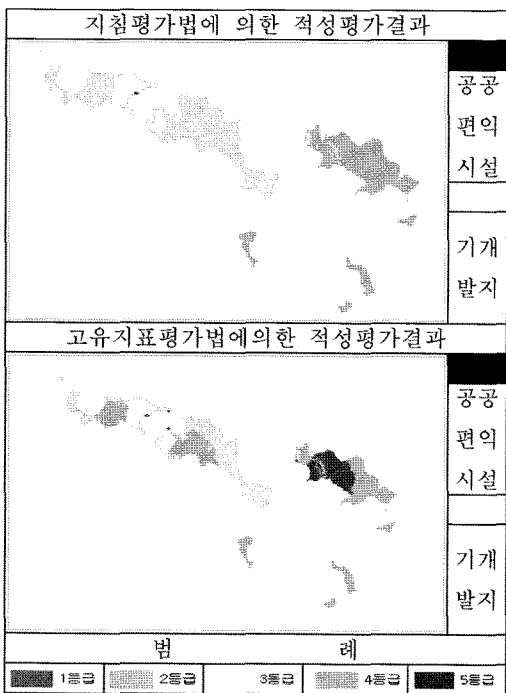 지침평가법에 의한 적성평가결과
공공
편익
시설
기개
발지
고유지표평가법에의한 적성평가결과
공공
편익
시설
기개
발지
범 례
1등급 2등급 3등급 4등급 5등급